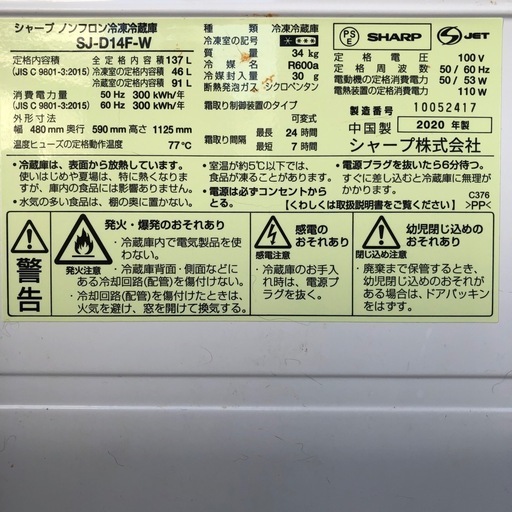 シャープ ノンフロン冷凍冷蔵庫
SJ-D14F-W
定格内容積 全定格内容積 137 L
(JIS C 9801-3:2015) 冷凍室の定格内容積 46 L
冷蔵室の定格内容積 91 L
消費電力量 50 Hz 300 kWh/年
(JIS C 9801-3:2015) 60 Hz 300 kWh/年
外形寸法
幅 480 mm 奥行 590 mm 高さ 1125 mm
温度ヒューズの定格動作温度 77℃
種類 冷凍冷蔵庫
冷凍室の記号
質量 34 kg
冷媒 R600a
冷媒封入量 30 g
断熱発泡ガス シクロペンタン
霜取り制御装置のタイプ
可変式
霜取り間隔 最長 24 時間
最短 7 時間
PS
E
SHARP
JET
定格電圧 100 V
定格周波数 50 / 60 Hz
電動機の定格消費電力 50 / 53 W
電熱装置の定格消費電力 110 W
製造番号 10052417
中国製 2020 年製
シャープ株式会社
・冷蔵庫は、表面から放熱しています。
使いはじめや夏場は、特に熱く感じますが、庫内の食品には影響ありません。
・水気の多い食品は、棚の奥に置かない。
・室温が約5℃以下では、食品が凍ることがあります。
・電源は必ずコンセントからとる。
・電源プラグを抜いたら6分待つ。
すぐに差し込むと冷蔵庫に無理がかかります。
【くわしくは取扱説明書をご覧ください】
C376
>PP<
警告
発火・爆発のおそれあり
発火注意
・冷蔵庫内で電気製品を使わない。
・冷蔵庫背面・側面などにある冷却回路(配管)を傷付けない。
・冷却回路(配管)を傷付けたときは、火気を避け、窓を開けて換気する。
感電のおそれあり
感電注意
・冷蔵庫のお手入れ時は、電源プラグを抜く。
幼児閉じ込めのおそれあり
閉じ込め注意
・廃棄まで保管するとき、幼児閉じ込めのおそれがある場合は、ドアパッキンをはずす。